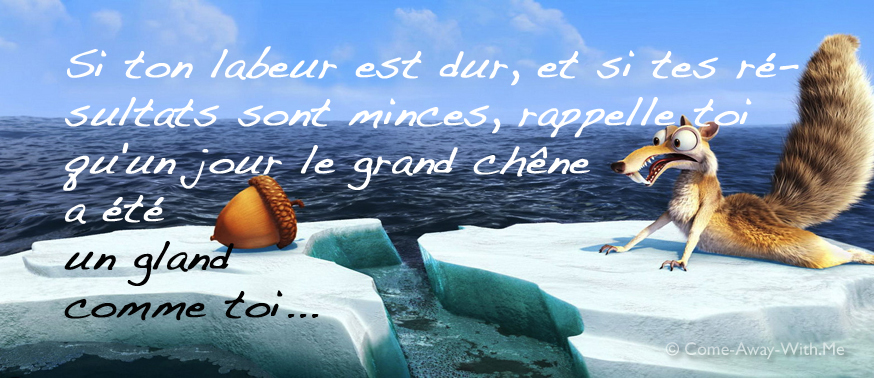 Si ton labeur est dur, et si tes ré-
sultats sont minces, rappelle toi
qu'un jour le grand chêne
a été
un gland
comme toi...
© Come-Away-With.Me